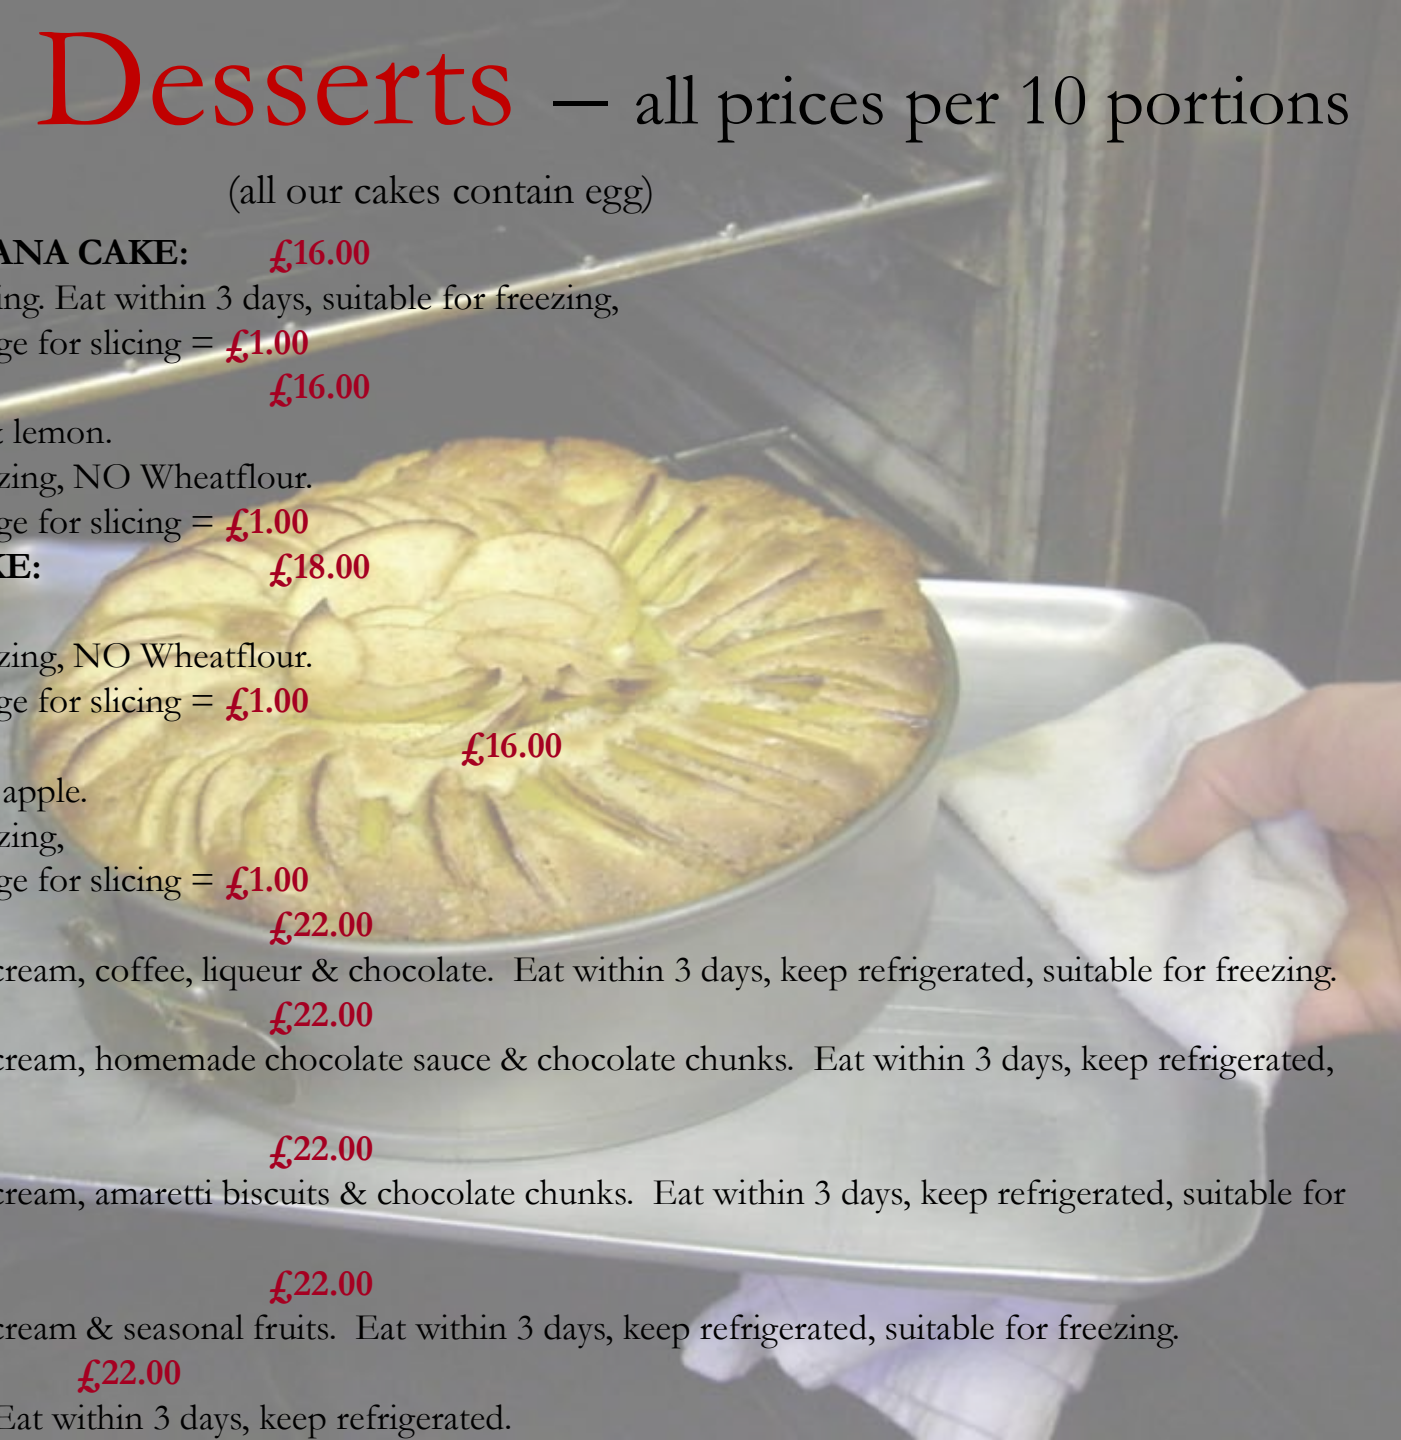 Desserts – all prices per 10 portions
(all our cakes contain egg)
ANA CAKE: £16.00
ing. Eat within 3 days, suitable for freezing,
ge for slicing = £1.00
£16.00
& lemon.
zing, NO Wheatflour.
ge for slicing = £1.00
KE: £18.00
zing, NO Wheatflour.
ge for slicing = £1.00
£16.00
apple.
zing,
ge for slicing = £1.00
£22.00
cream, coffee, liqueur & chocolate. Eat within 3 days, keep refrigerated, suitable for freezing.
£22.00
cream, homemade chocolate sauce & chocolate chunks. Eat within 3 days, keep refrigerated,
£22.00
cream, amaretti biscuits & chocolate chunks. Eat within 3 days, keep refrigerated, suitable for
£22.00
cream & seasonal fruits. Eat within 3 days, keep refrigerated, suitable for freezing.
£22.00
Eat within 3 days, keep refrigerated.